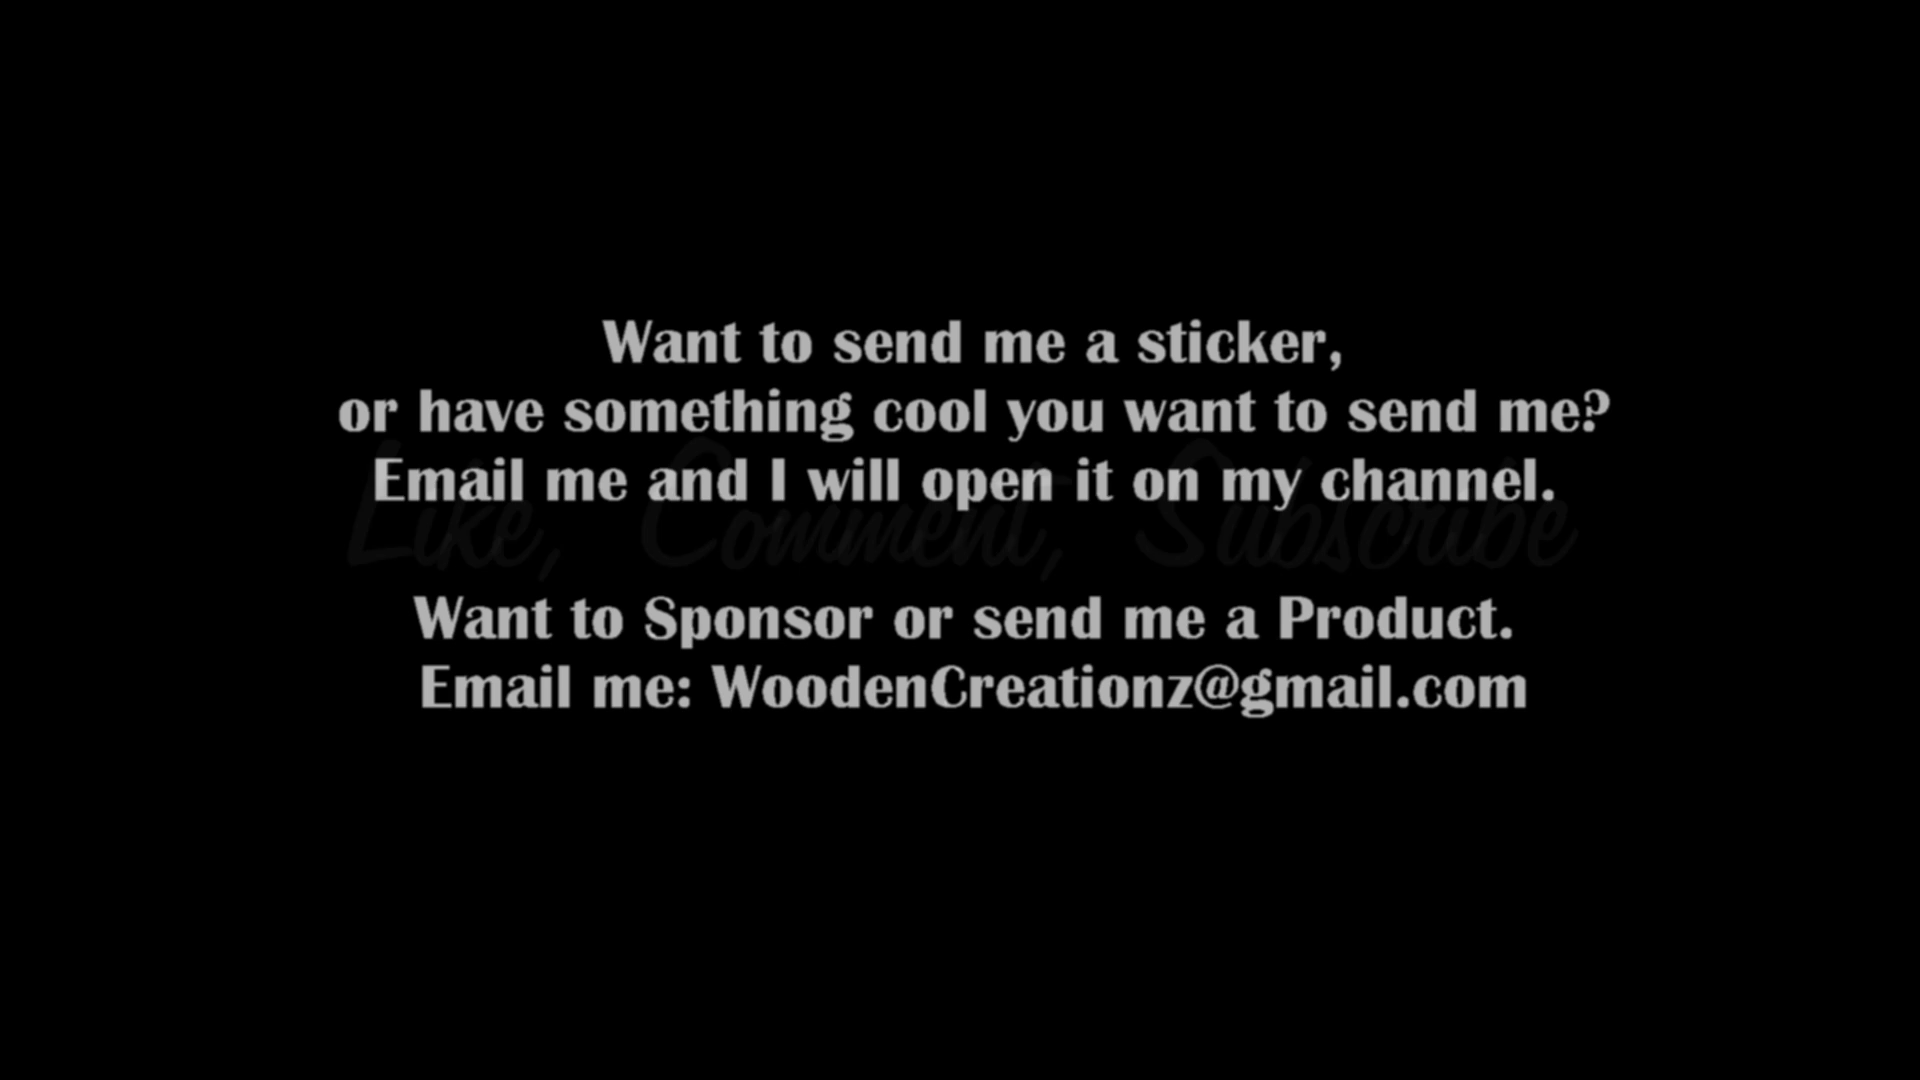 Want to send me a sticker,
or have something cool you want to send me?
Email me and I will open it on my channel.
Like, Comment, Subscribe
Want to Sponsor or send me a Product.
Email me: WoodenCreationz@gmail.com